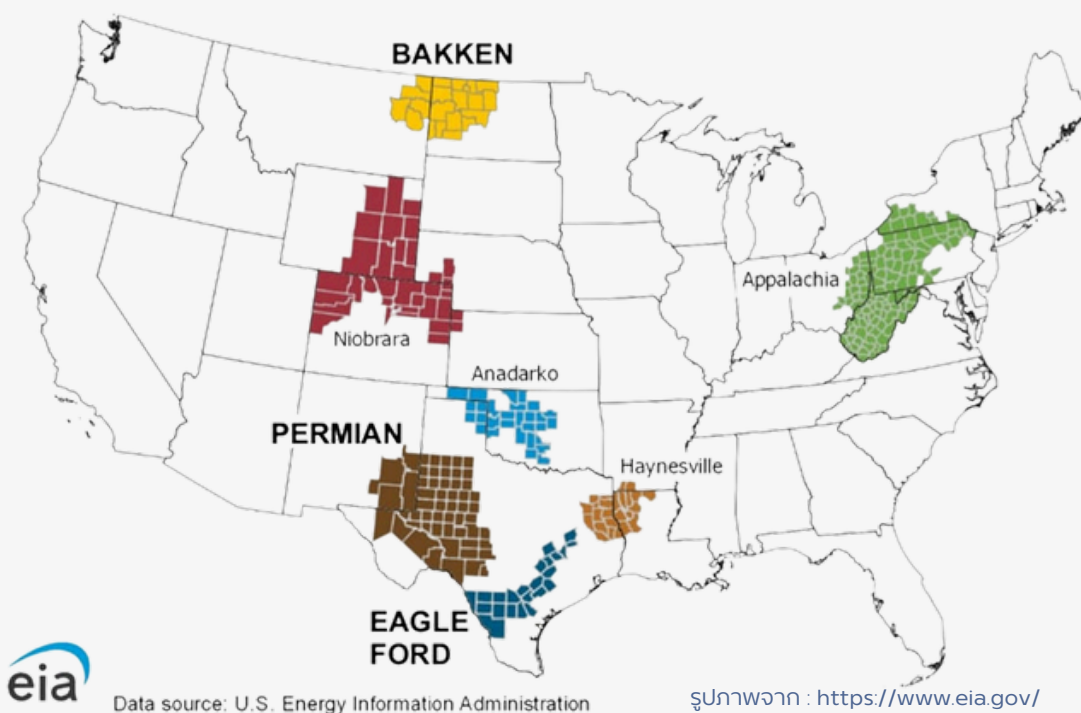 BAKKEN
Appalachia
Niobrara
Anadarko
PERMIAN
Haynesville
EAGLE
FORD
eia
Data source: U.S. Energy Information Administration
รูปภาพจาก : https://www.eia.gov/